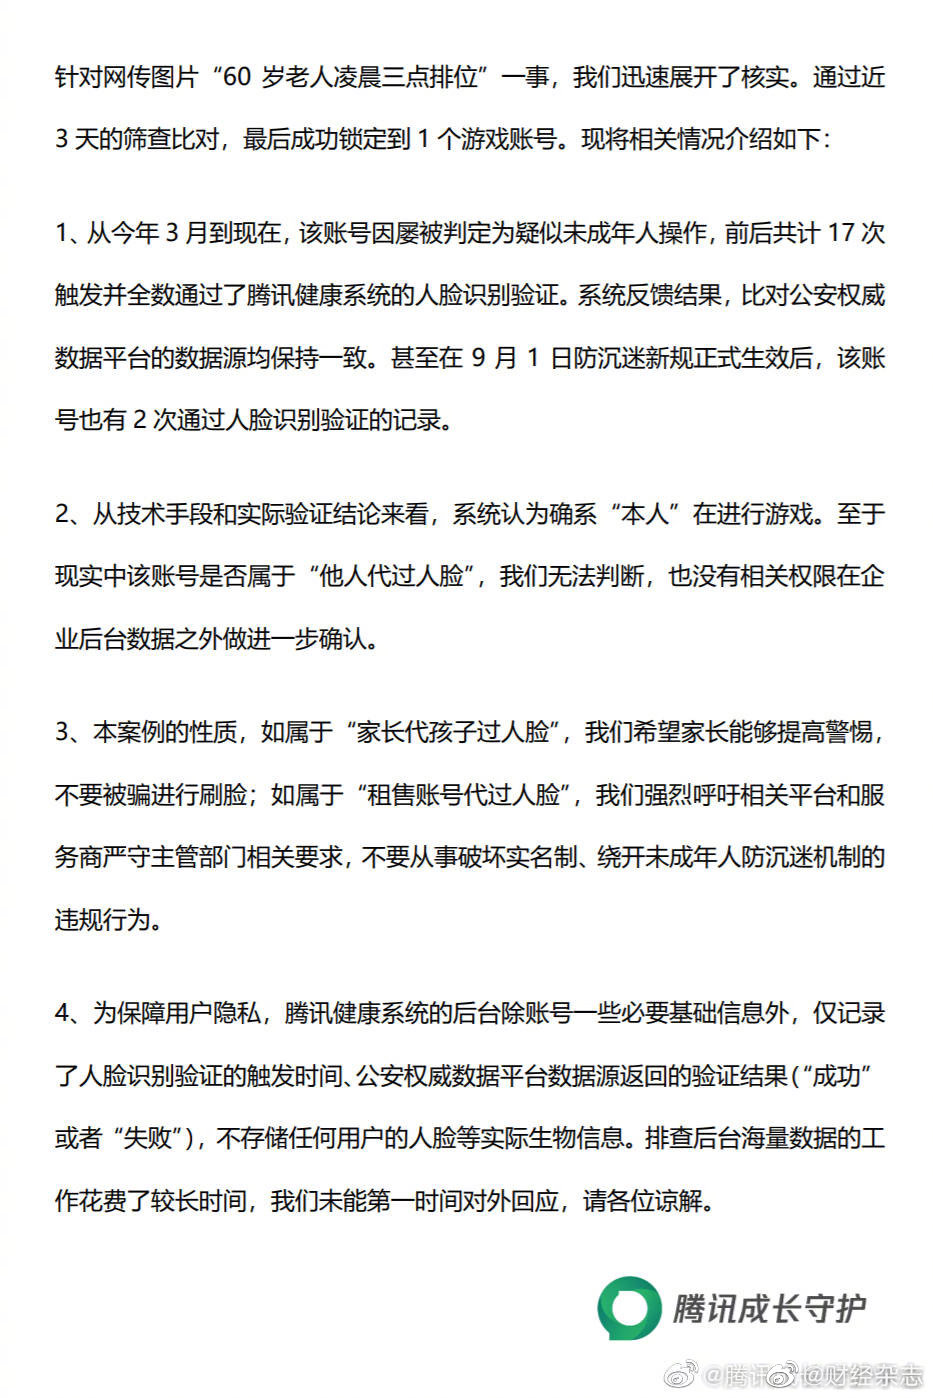 针对网传图片“60 岁老人凌晨三点排位”一事，我们迅速展开了核实。通过近
3 天的筛查比对，最后成功锁定到 1 个游戏账号。现将相关情况介绍如下：
1、从今年 3 月到现在，该账号因屡被判定为疑似未成年人操作，前后共计 17 次
触发并全数通过了腾讯健康系统的人脸识别验证。系统反馈结果，比对公安权威
数据平台的数据源均保持一致。甚至在 9 月 1 日防沉迷新规正式生效后，该账
号也有 2 次通过人脸识别验证的记录。
2、从技术手段和实际验证结论来看，系统认为确系“本人”在进行游戏。至于
现实中该账号是否属于“他人代过人脸”，我们无法判断，也没有相关权限在企
业后台数据之外做进一步确认。
3、本案例的性质，如属于“家长代孩子过人脸”，我们希望家长能够提高警惕，
不要被骗进行刷脸；如属于“租售账号代过人脸”，我们强烈呼吁相关平台和服
务商严守主管部门相关要求，不要从事破坏实名制、绕开未成年人防沉迷机制的
违规行为。
4、为保障用户隐私，腾讯健康系统的后台除账号一些必要基础信息外，仅记录
了人脸识别验证的触发时间、公安权威数据平台数据源返回的验证结果（“成功”
或者“失败”），不存储任何用户的人脸等实际生物信息。排查后台海量数据的工
作花费了较长时间，我们未能第一时间对外回应，请各位谅解。
腾讯成长守护
@腾讯 @财经杂志